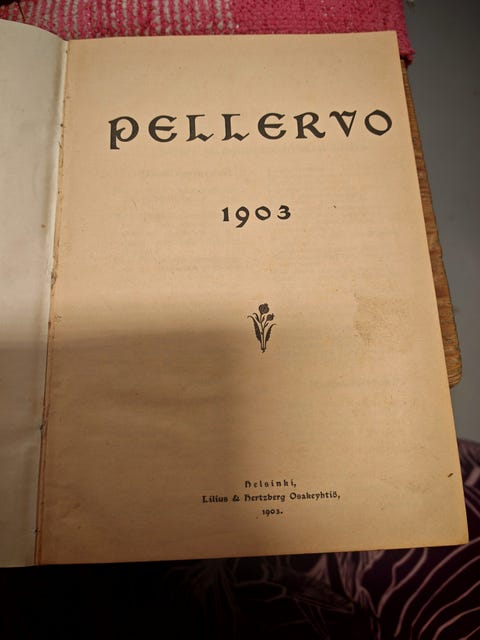 PELLERVO
1903
Helsinki,
Lilius & Hertzberg Osakeyhtiö,
1903.